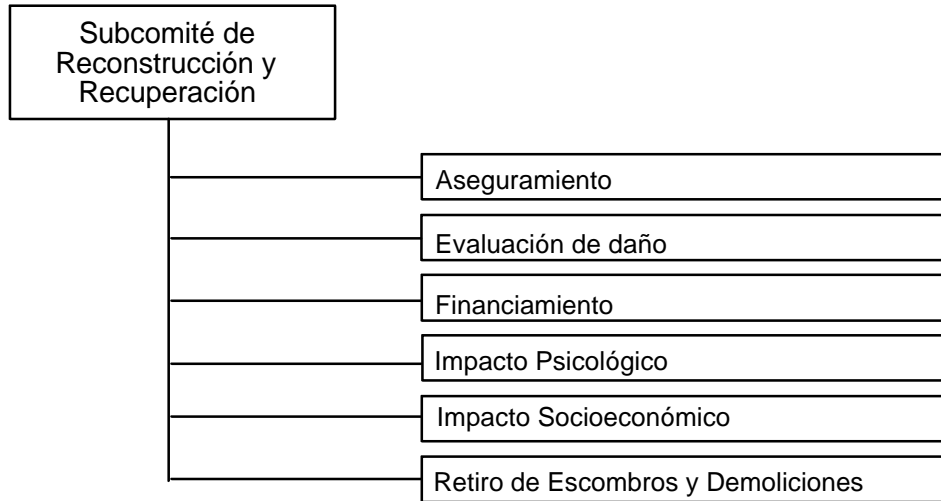 Subcomité de
Reconstrucción y
Recuperación
Aseguramiento
Evaluación de daño
Financiamiento
Impacto Psicológico
Impacto Socioeconómico
Retiro de Escombros y Demoliciones